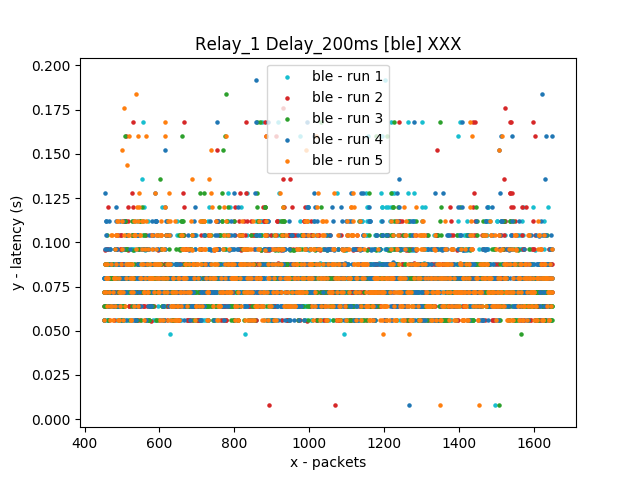 Relay_1 Delay_200ms [ble] XXX
ble - run 1
ble - run 2
ble - run 3
ble - run 4
ble - run 5
y - latency (s)
0.200
0.175
0.150
0.125
0.100
0.075
0.050
0.025
0.000
400 600 800 1000 1200 1400 1600
x - packets